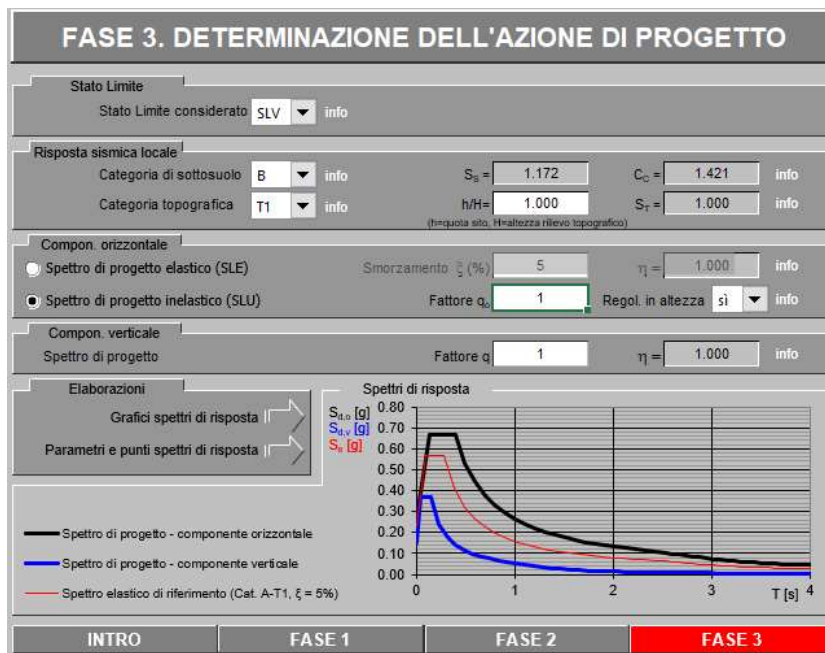 FASE 3. DETERMINAZIONE DELL'AZIONE DI PROGETTO
Stato Limite
Stato Limite considerato SLV info
Risposta sismica locale
Categoria di sottosuolo B info SS = 1.172 CC = 1.421 info
Categoria topografica T1 info h/H= 1.000 ST = 1.000 info
(h=quota sito, H=altezza rilievo topografico)
Compon. orizzontale
Spettro di progetto elastico (SLE) Smorzamento ξ (%) 5 η = 1.000 info
Spettro di progetto inelastico (SLU) Fattore qo 1 Regol. in altezza sì info
Compon. verticale
Spettro di progetto Fattore q 1 η = 1.000 info
Elaborazioni
Grafici spettri di risposta
Parametri e punti spettri di risposta
Spettri di risposta
Sd,o [g]
Sd,v [g]
Se [g]
0.80
0.70
0.60
0.50
0.40
0.30
0.20
0.10
0.00
0 1 2 3 4
T [s]
Spettro di progetto - componente orizzontale
Spettro di progetto - componente verticale
Spettro elastico di riferimento (Cat. A-T1, ξ = 5%)
INTRO FASE 1 FASE 2 FASE 3